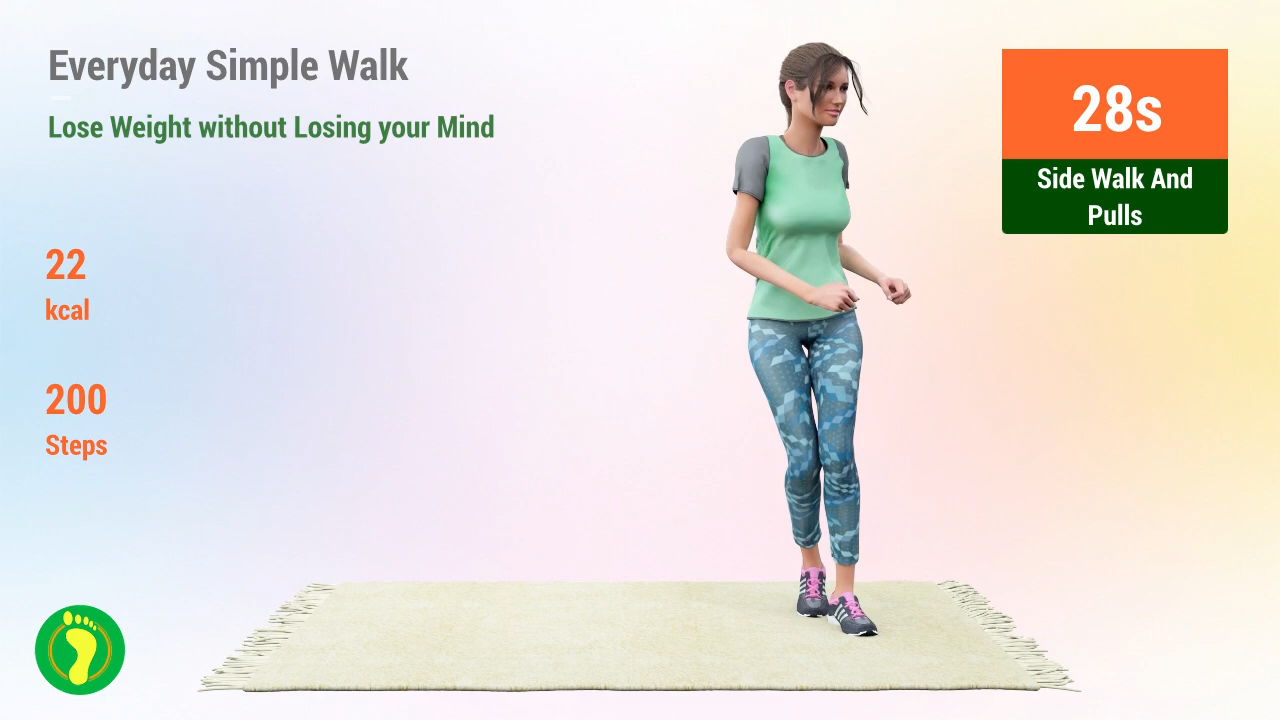 Everyday Simple Walk
Lose Weight without Losing your Mind
28s
Side Walk And
Pulls
22
kcal
200
Steps